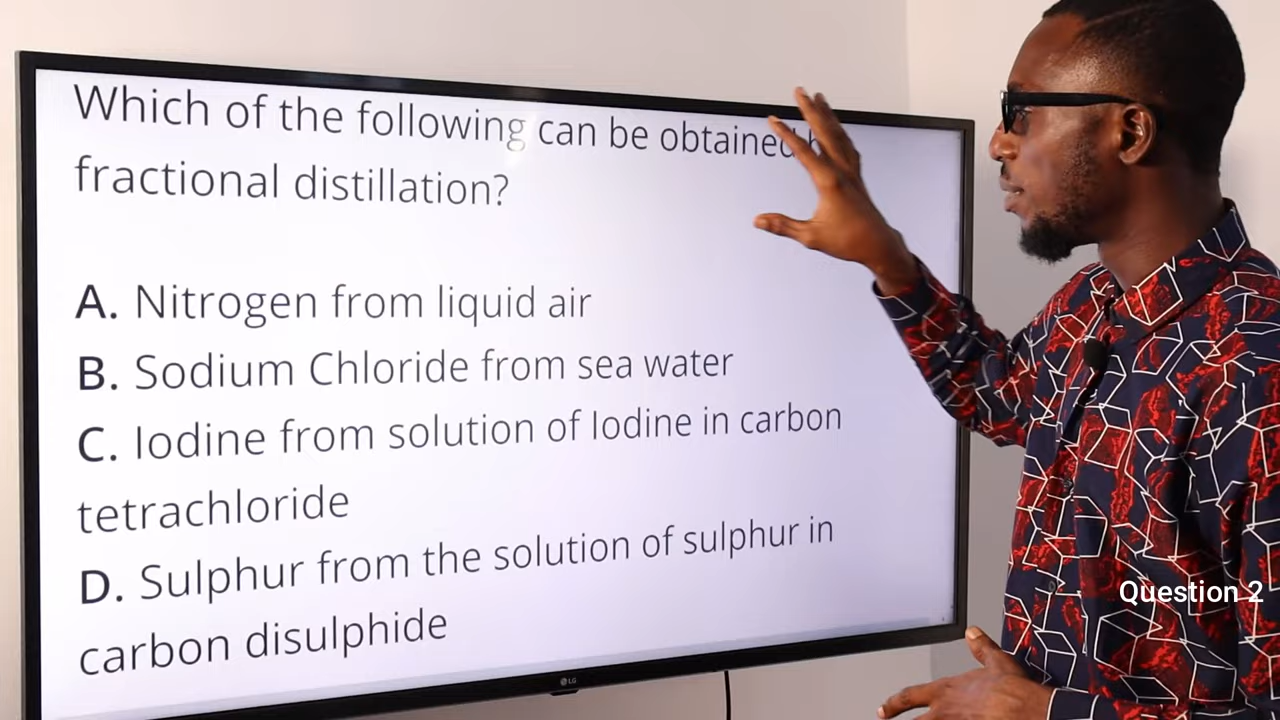 Which of the following can be obtained
fractional distillation?
A. Nitrogen from liquid air
B. Sodium Chloride from sea water
C. Iodine from solution of Iodine in carbon
tetrachloride
D. Sulphur from the solution of sulphur in
carbon disulphide
Question 2
LG